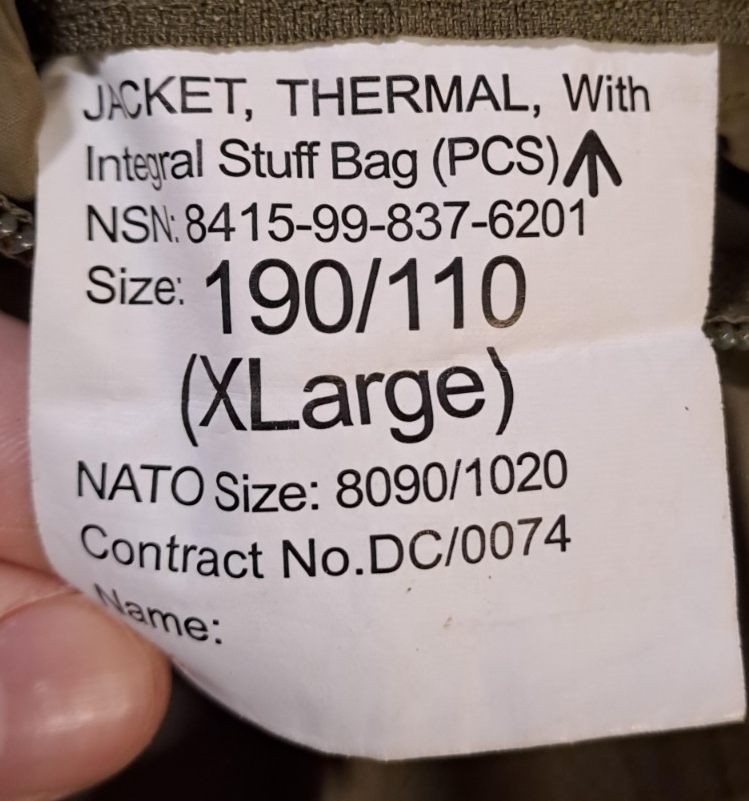 JACKET, THERMAL, With
Integral Stuff Bag (PCS)
NSN: 8415-99-837-6201
Size: 190/110
(XLarge)
NATO Size: 8090/1020
Contract No.DC/0074
Name: